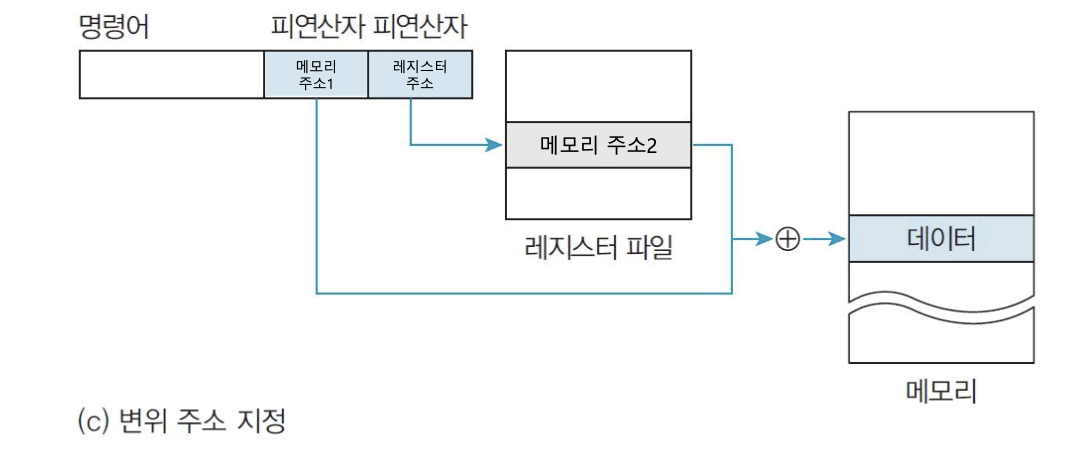 명령어
피연산자 피연산자
메모리
주소1
레지스터
주소
메모리 주소2
레지스터 파일
데이터
메모리
(c) 변위 주소 지정